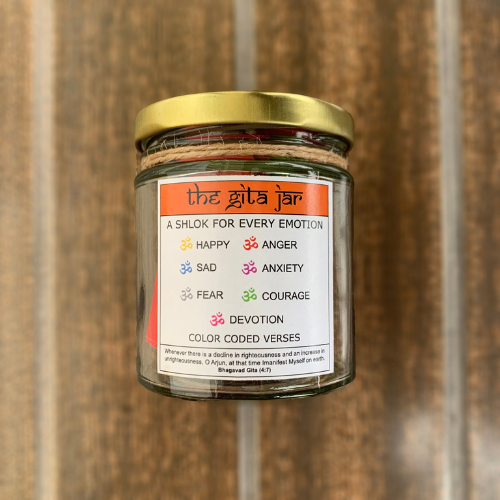 the gita jar
A SHLOK FOR EVERY EMOTION
ॐ HAPPY ॐ ANGER
ॐ SAD ॐ ANXIETY
ॐ FEAR ॐ COURAGE
ॐ DEVOTION
COLOR CODED VERSES
Whenever there is a decline in righteousness and an increase in
unrighteousness, O Arjun, at that time Imanifest Myself on earth.
Bhagavad Gita (4:7)